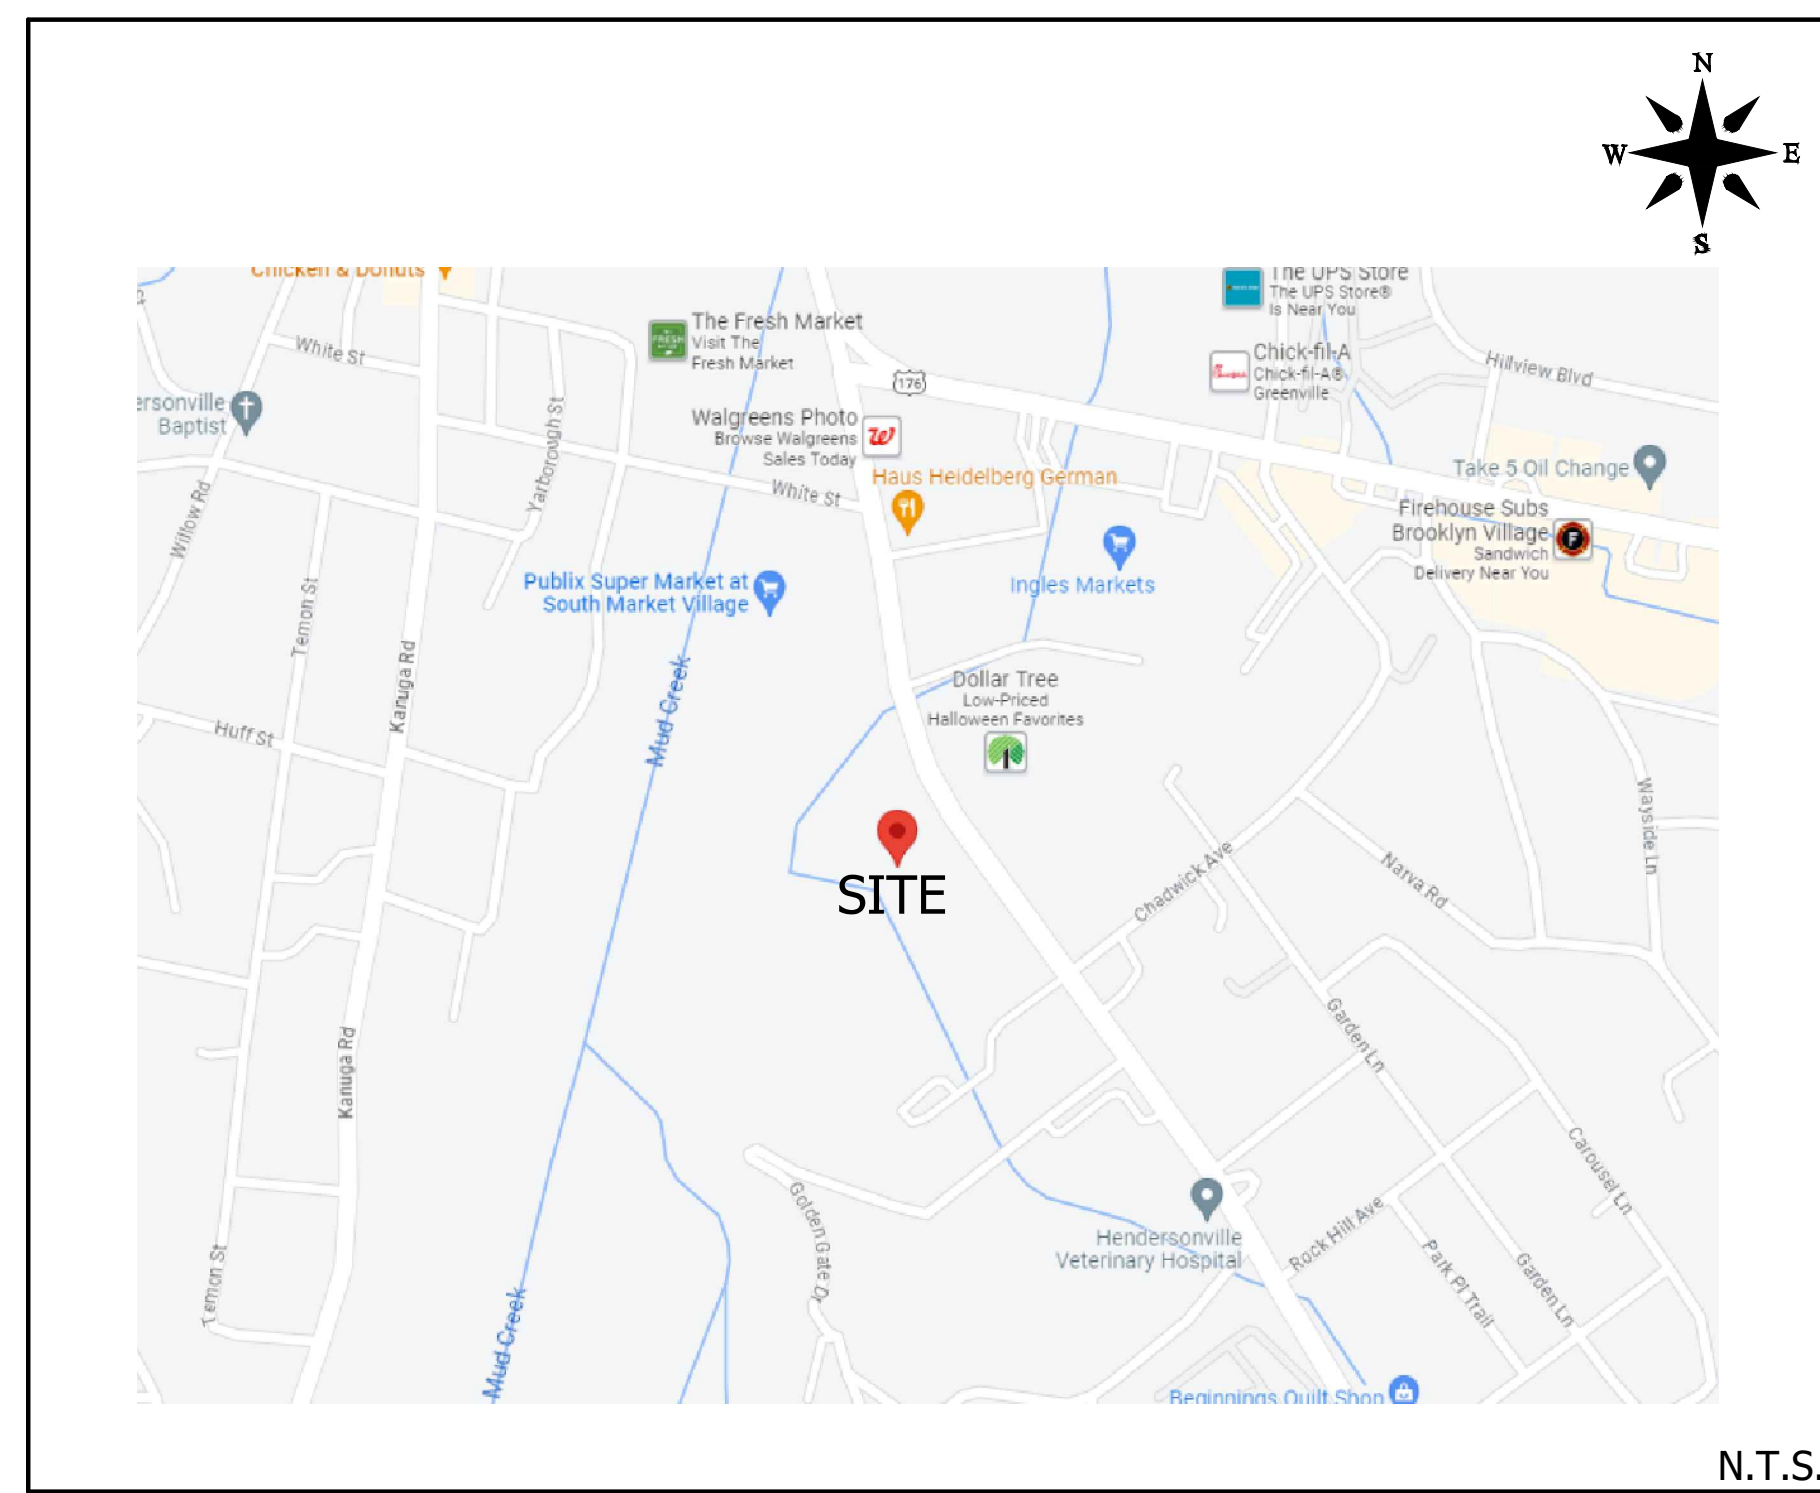 N
W
E
S
Chicken & Donuts
The UPS Store
The UPS Store®
Is Near You
The Fresh Market
Visit The
Fresh Market
White St
Chick-fil-A
Chick-fil-A®
Greenville
Hillview Blvd
176
ersonville
Baptist
Yarborough St
Walgreens Photo
Browse Walgreens
Sales Today
White St
Haus Heidelberg German
Take 5 Oil Change
Willow Rd
Firehouse Subs
Brooklyn Village
Sandwich
Delivery Near You
Publix Super Market at
South Market Village
Ingles Markets
Temon St
Kanuga Rd
Mud Creek
Dollar Tree
Low-Priced
Halloween Favorites
Huff St
SITE
Chadwick Ave
Narva Rd
Wayside Ln
Kanuga Rd
Garden Ln
Golden Gate D
Carousel Ln
Hendersonville
Veterinary Hospital
Rock Hill Ave
Park Pl Trail
Garden Ln
Temon St
Mud Creek
Beginnings Quilt Shop
N.T.S.